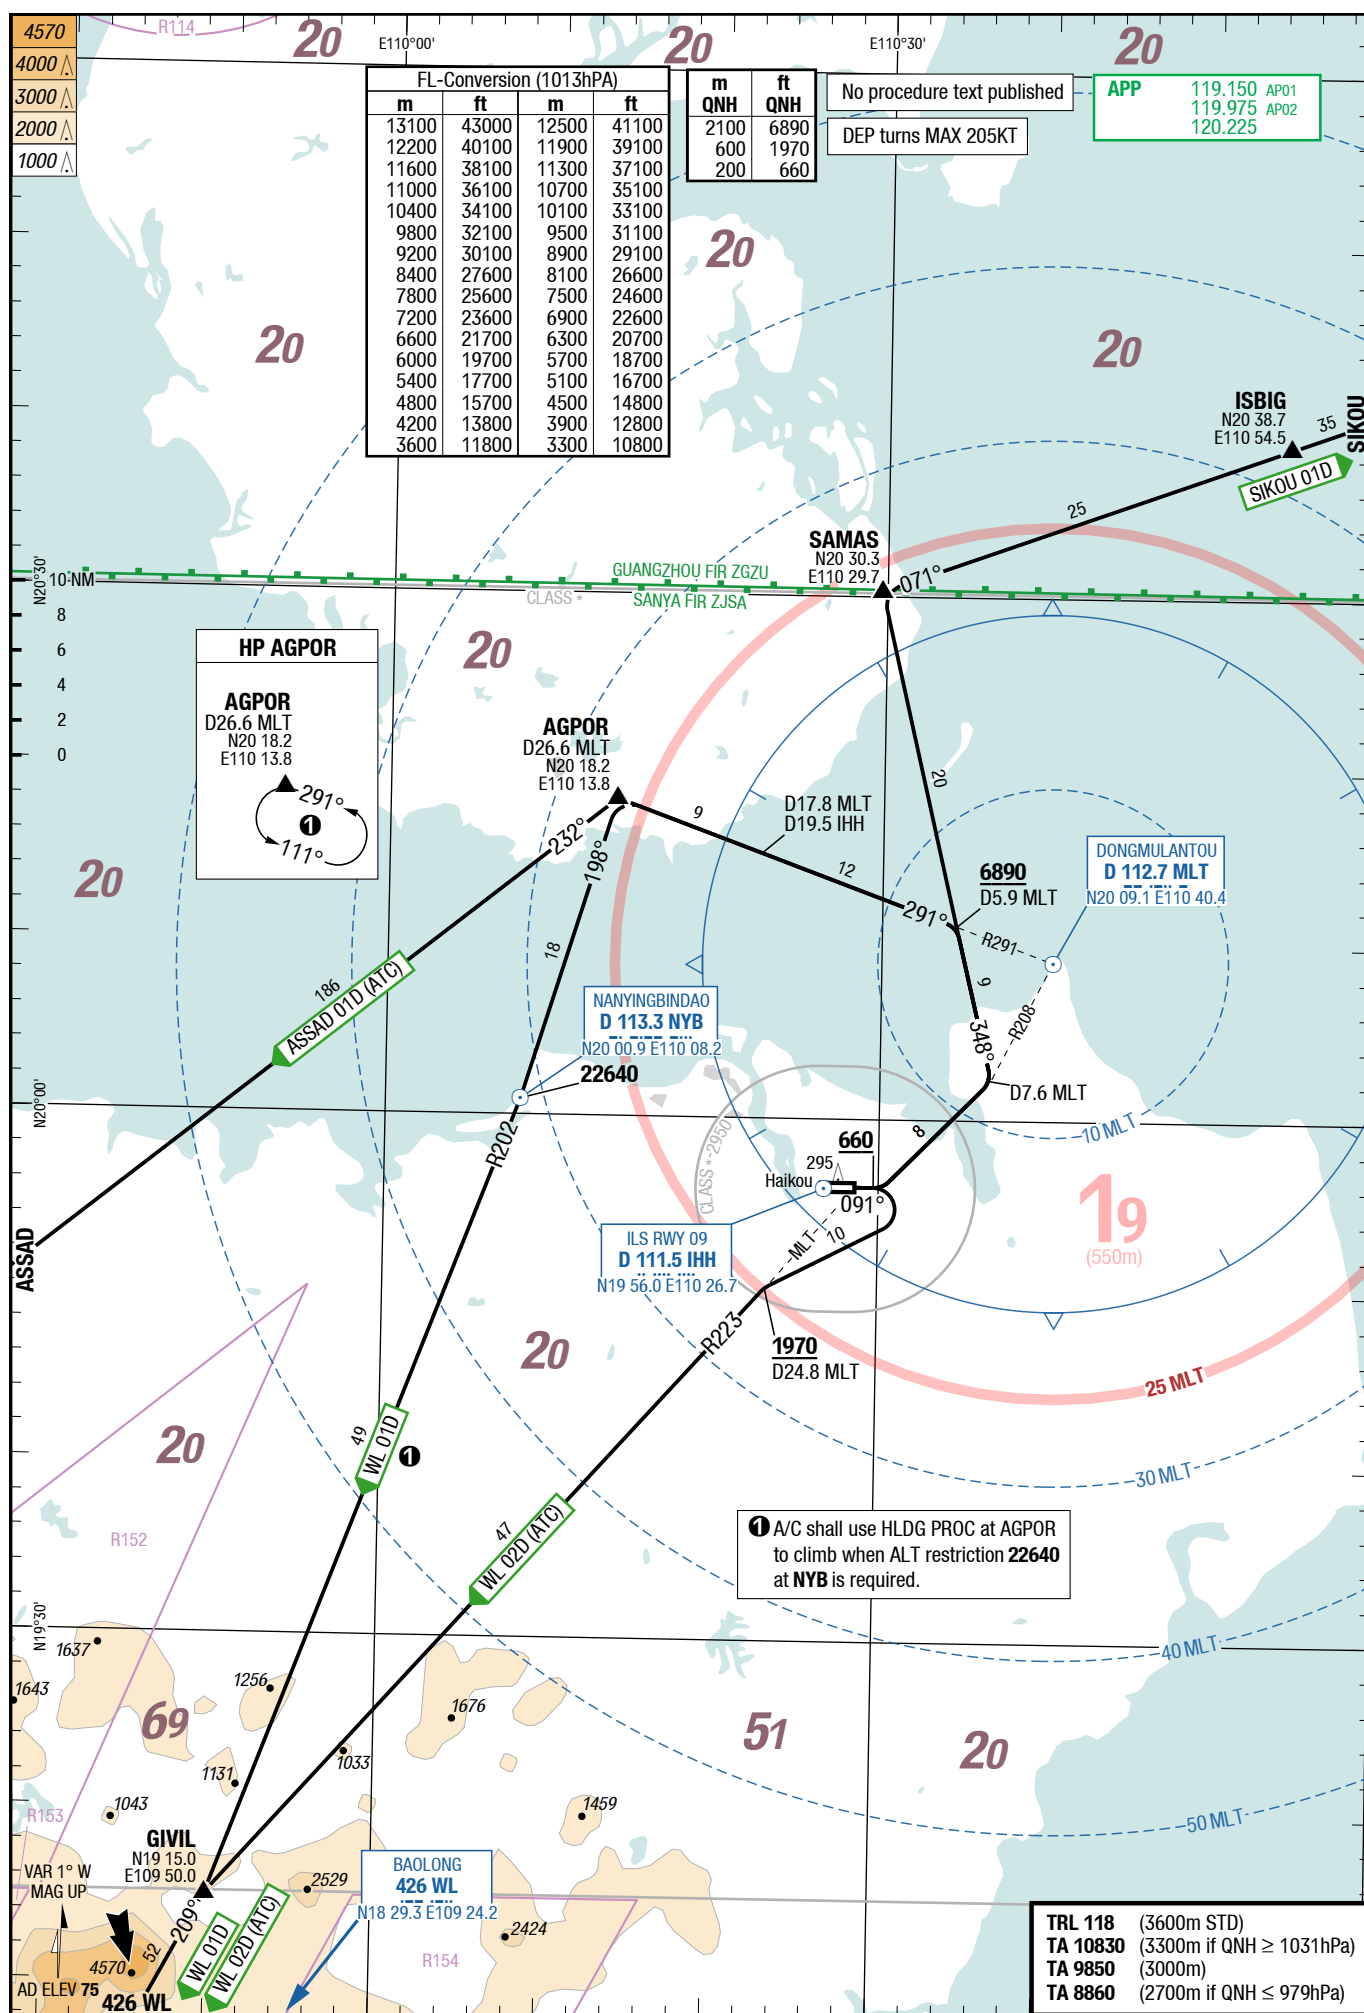 4570
4000
3000
2000
1000
R114
20
20
20
E110°00'
E110°30'
FL-Conversion (1013hPA)
m ft m ft
13100 43000 12500 41100
12200 40100 11900 39100
11600 38100 11300 37100
11000 36100 10700 35100
10400 34100 10100 33100
9800 32100 9500 31100
9200 30100 8900 29100
8400 27600 8100 26600
7800 25600 7500 24600
7200 23600 6900 22600
6600 21700 6300 20700
6000 19700 5700 18700
5400 17700 5100 16700
4800 15700 4500 14800
4200 13800 3900 12800
3600 11800 3300 10800
m ft
QNH QNH
2100 6890
600 1970
200 660
No procedure text published
DEP turns MAX 205KT
APP 119.150 AP01
119.975 AP02
120.225
20
20
20
ISBIG
N20 38.7
E110 54.5
35
SIKOU
SIKOU 01D
25
SAMAS
N20 30.3
E110 29.7
071°
GUANGZHOU FIR ZGZU
CLASS *
SANYA FIR ZJSA
N20°30'
10 NM
8
6
4
2
0
HP AGPOR
AGPOR
D26.6 MLT
N20 18.2
E110 13.8
291°
1
111°
20
AGPOR
D26.6 MLT
N20 18.2
E110 13.8
232°
198°
9
D17.8 MLT
D19.5 IHH
12
20
20
291°
6890
D5.9 MLT
R291
DONGMULANTOU
D 112.7 MLT
N20 09.1 E110 40.4
18
186
ASSAD 01D (ATC)
9
348°
R208
NANYINGBINDAO
D 113.3 NYB
N20 00.9 E110 08.2
22640
D7.6 MLT
N20°00'
10 MLT
R202
CLASS *-2950
8
660
295
Haikou
091°
MLT
10
19
(550m)
ILS RWY 09
D 111.5 IHH
N19 56.0 E110 26.7
ASSAD
R223
20
1970
D24.8 MLT
25 MLT
20
49
WL 01D
1
30 MLT
47
WL 02D (ATC)
R152
1 A/C shall use HLDG PROC at AGPOR
to climb when ALT restriction 22640
at NYB is required.
N19°30'
1637
1643
1256
1676
69
51
20
40 MLT
1033
1131
1043
1459
R153
50 MLT
GIVIL
N19 15.0
E109 50.0
VAR 1° W
MAG UP
2529
BAOLONG
426 WL
N18 29.3 E109 24.2
2424
R154
209°
WL 01D
WL 02D (ATC)
52
4570
AD ELEV 75
426 WL
TRL 118 (3600m STD)
TA 10830 (3300m if QNH ≥ 1031hPa)
TA 9850 (3000m)
TA 8860 (2700m if QNH ≤ 979hPa)